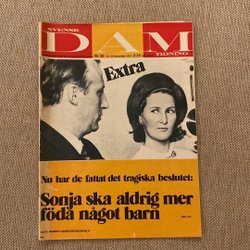 SVENSK
DAM
TIDNING
Extra
Nu har de fattat det tragiska beslutet:
Sonja ska aldrig mer
föda något barn